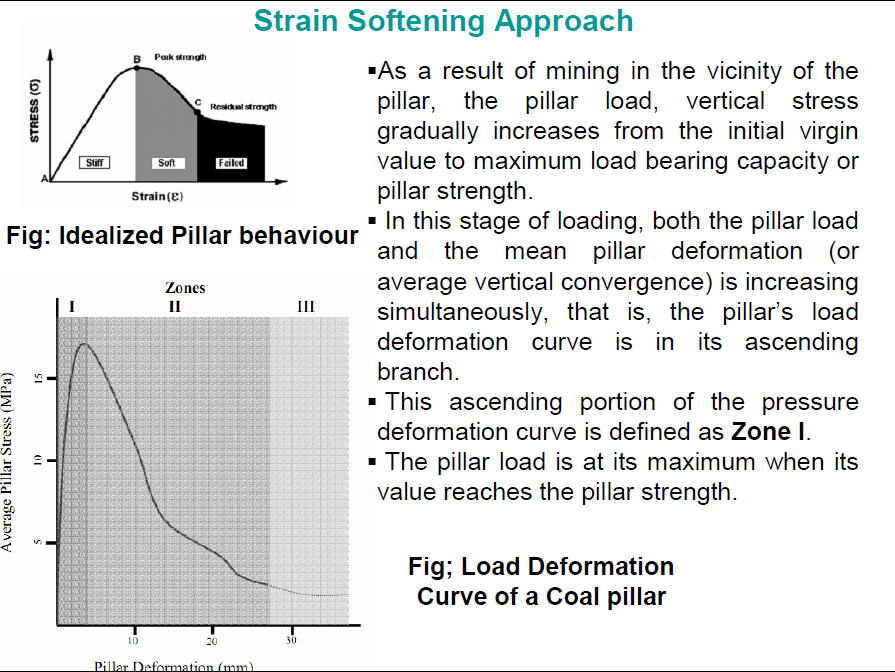 Strain Softening Approach
B Peak strength
C Residual strength
STRESS (σ)
Stiff Soft Failed
A
Strain (ε)
Fig: Idealized Pillar behaviour
▪As a result of mining in the vicinity of the
pillar, the pillar load, vertical stress
gradually increases from the initial virgin
value to maximum load bearing capacity or
pillar strength.
▪ In this stage of loading, both the pillar load
and the mean pillar deformation (or
average vertical convergence) is increasing
simultaneously, that is, the pillar’s load
deformation curve is in its ascending
branch.
▪ This ascending portion of the pressure
deformation curve is defined as Zone I.
▪ The pillar load is at its maximum when its
value reaches the pillar strength.
Zones
I II III
Average Pillar Stress (MPa)
15
10
5
10 20 30
Pillar Deformation (mm)
Fig; Load Deformation
Curve of a Coal pillar